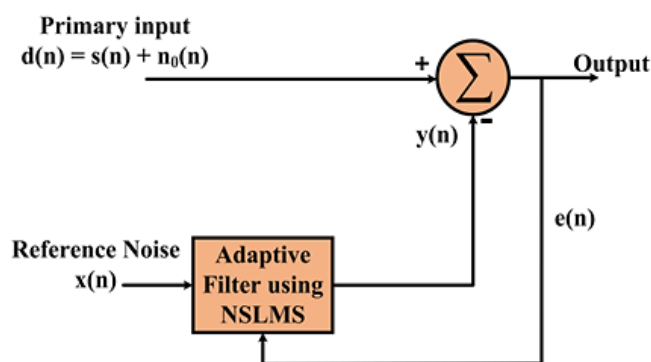 Primary input
d(n) = s(n) + n₀(n)
+
Σ
Output
y(n)
-
e(n)
Reference Noise
x(n)
Adaptive
Filter using
NSLMS